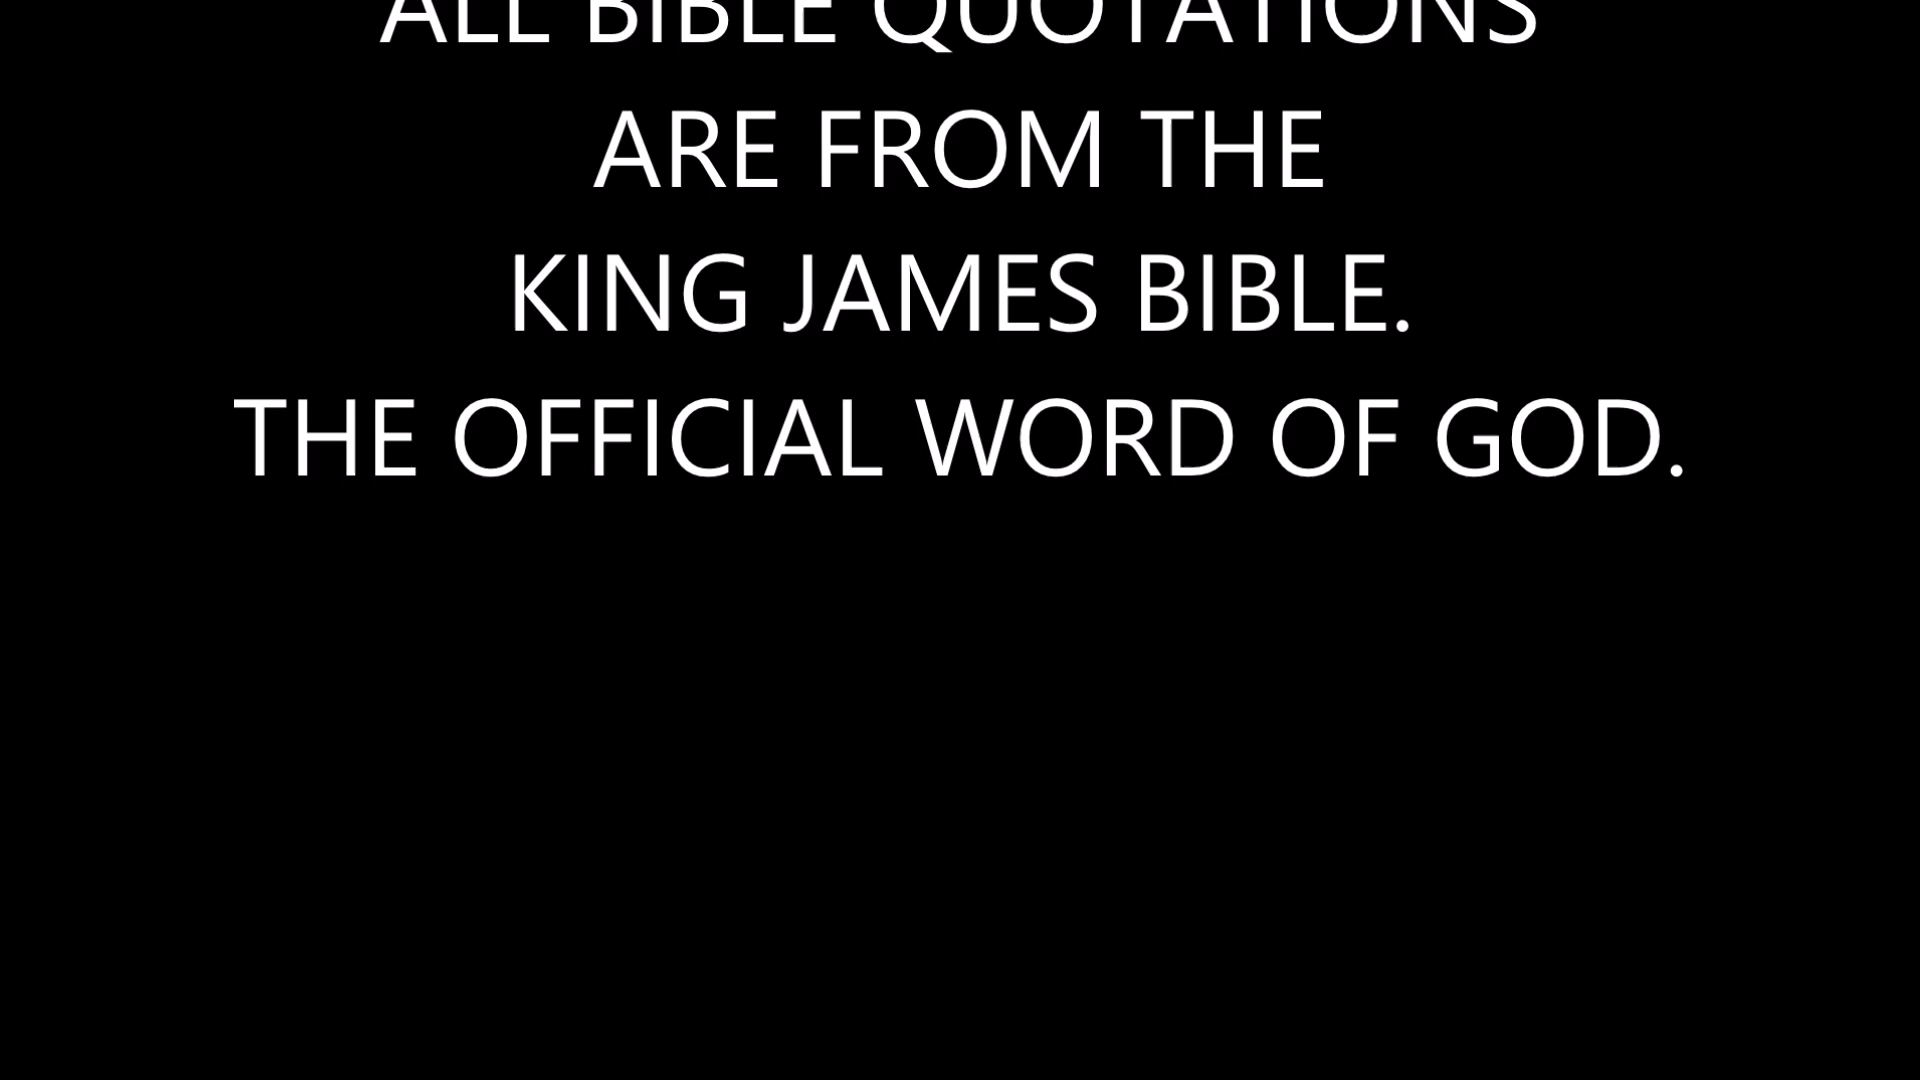 ALL BIBLE QUOTATIONS
ARE FROM THE
KING JAMES BIBLE.
THE OFFICIAL WORD OF GOD.